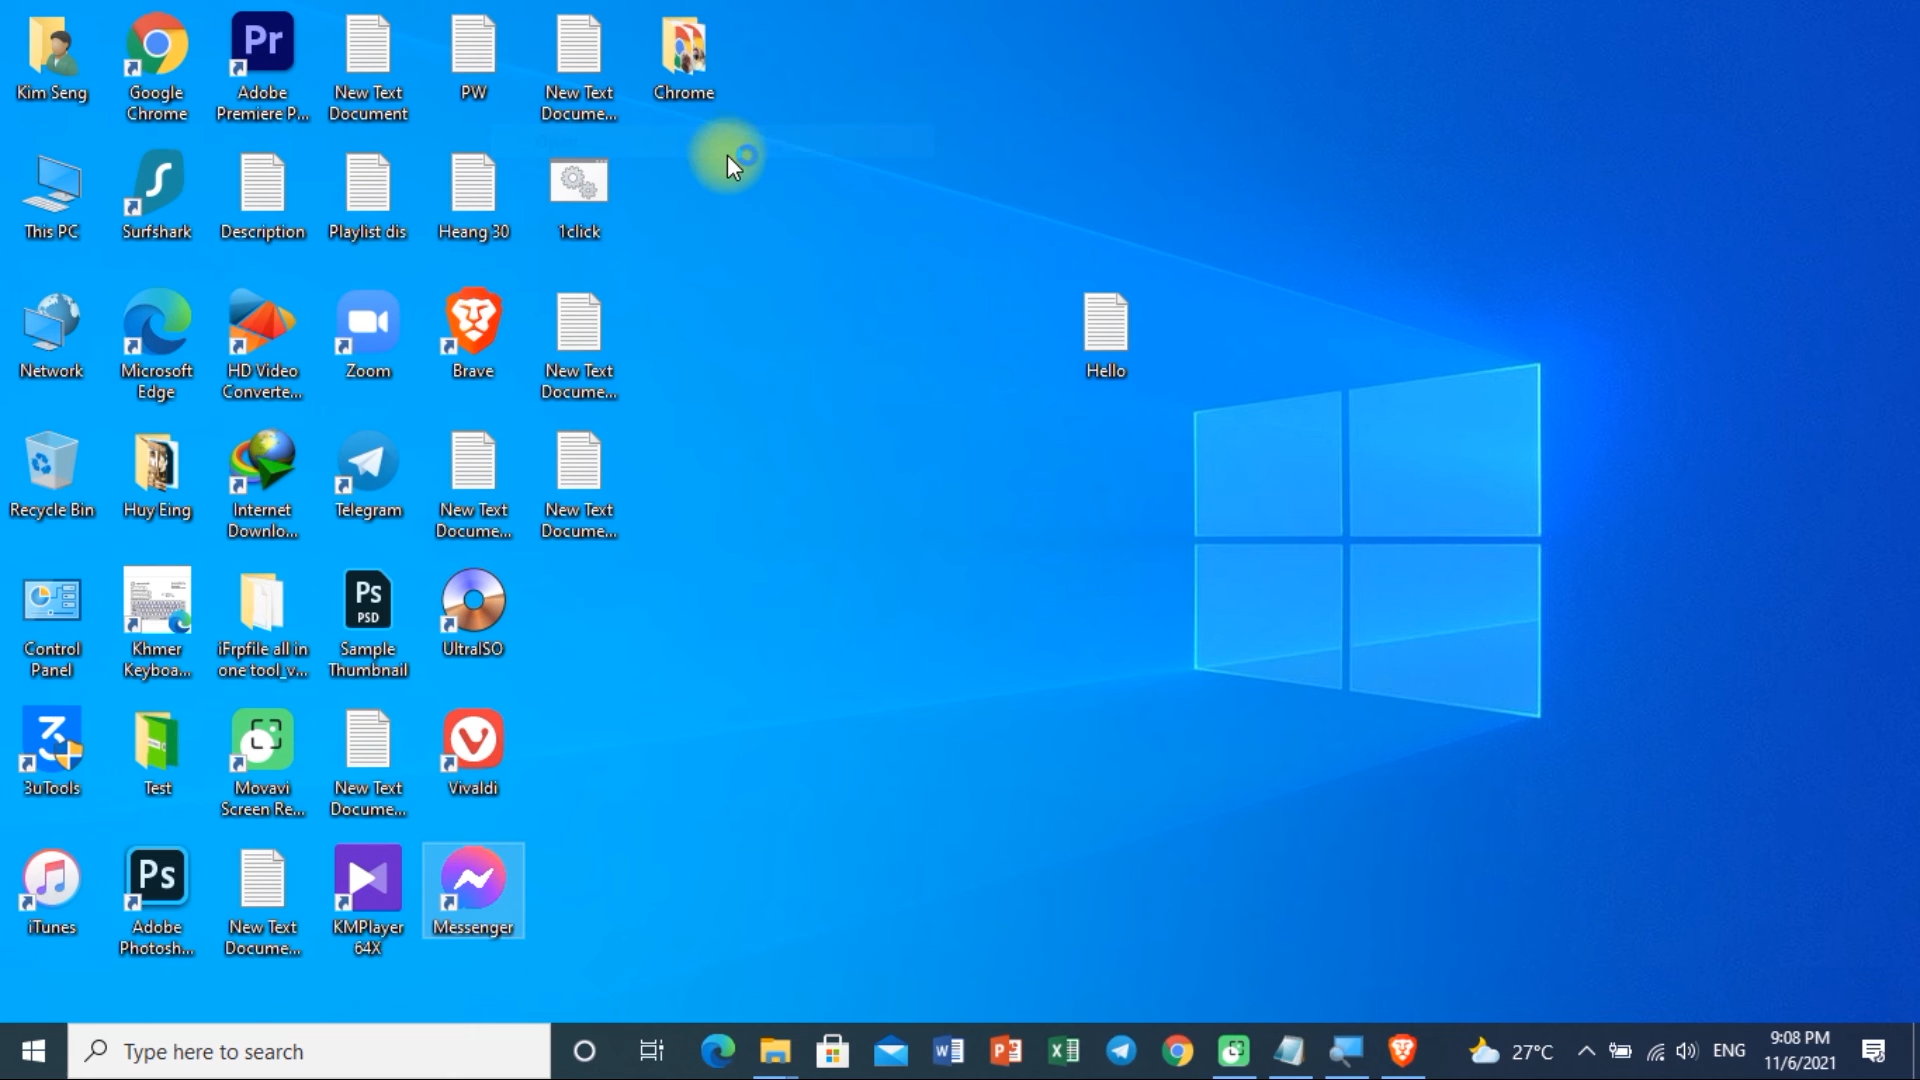 Kim Seng
Google
Chrome
Pr
Adobe
Premiere P...
New Text
Document
PW
New Text
Docume...
Chrome
This PC
Surfshark
Description
Playlist dis
Heang 30
1click
Network
Microsoft
Edge
HD Video
Converte...
Zoom
Brave
New Text
Docume...
Hello
Recycle Bin
Huy Eing
Internet
Downlo...
Telegram
New Text
Docume...
New Text
Docume...
Control
Panel
Khmer
Keyboa...
iFrpfile all in
one tool_v...
Ps
PSD
Sample
Thumbnail
UltraISO
3uTools
Test
Movavi
Screen Re...
New Text
Docume...
Vivaldi
iTunes
Ps
Adobe
Photosh...
New Text
Docume...
KMPlayer
64X
Messenger
Type here to search
27°C
ENG
9:08 PM
11/6/2021